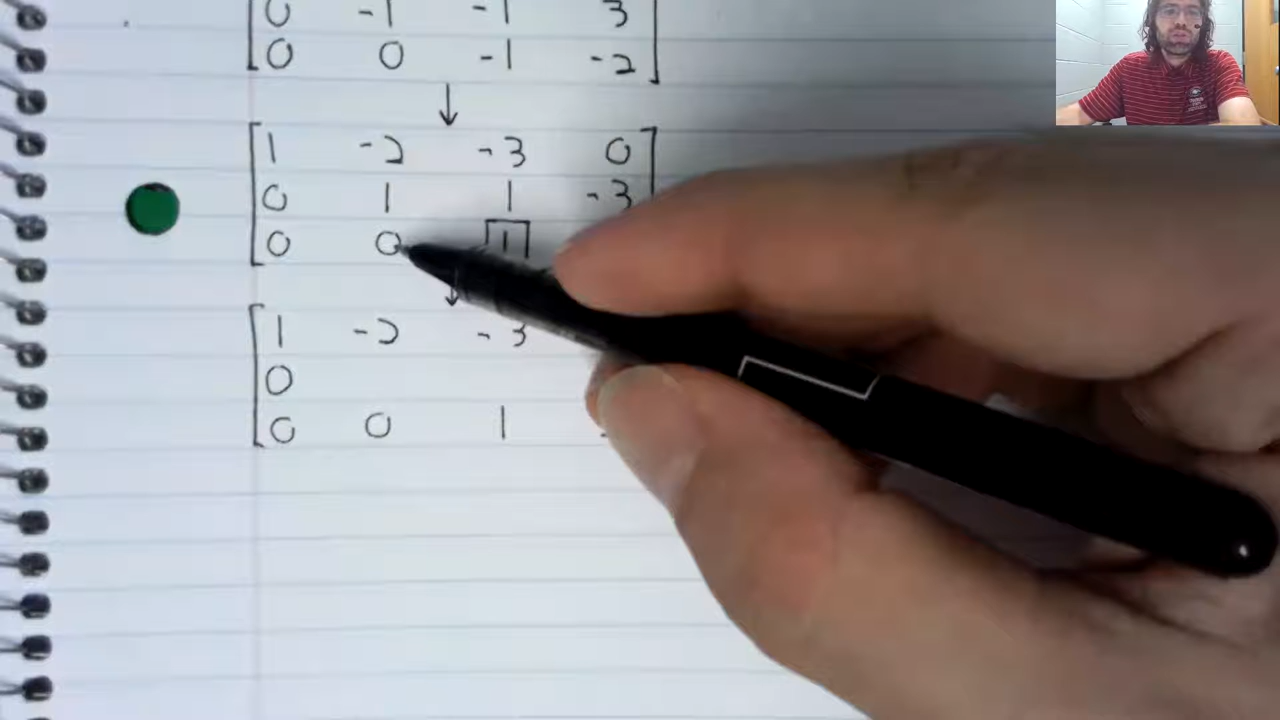 0 -1 -1 3
0 0 -1 -2
↓
1 -2 -3 0
0 1 1 -3
0 0 1
↓
1 -2 -3
0
0 0 1